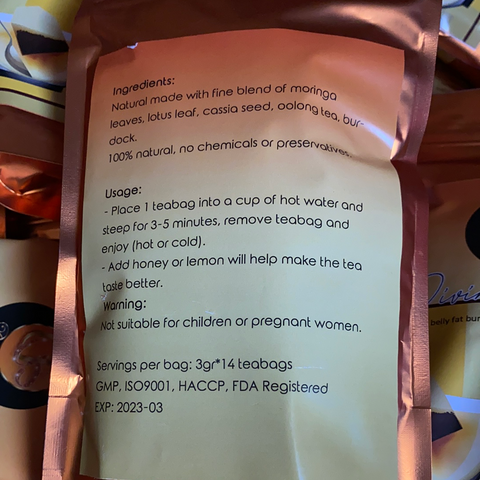 Ingredients:
Natural made with fine blend of moringa
leaves, lotus leaf, cassia seed, oolong tea, bur-
dock.
100% natural, no chemicals or preservatives.
Usage:
- Place 1 teabag into a cup of hot water and
steep for 3-5 minutes, remove teabag and
enjoy (hot or cold).
- Add honey or lemon will help make the tea
taste better.
Warning:
Not suitable for children or pregnant women.
Servings per bag: 3gr*14 teabags
GMP, ISO9001, HACCP, FDA Registered
EXP: 2023-03
belly fat bur